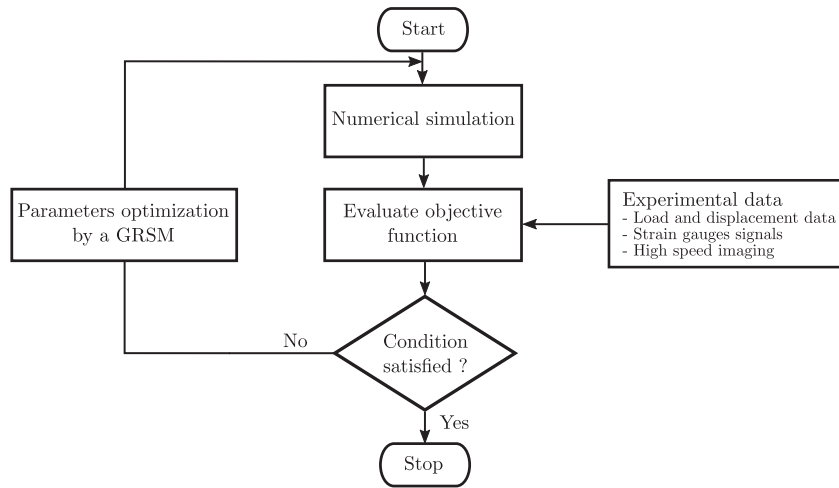 Start
Numerical simulation
Parameters optimization
by a GRSM
Evaluate objective
function
Experimental data
- Load and displacement data
- Strain gauges signals
- High speed imaging
No
Condition
satisfied ?
Yes
Stop